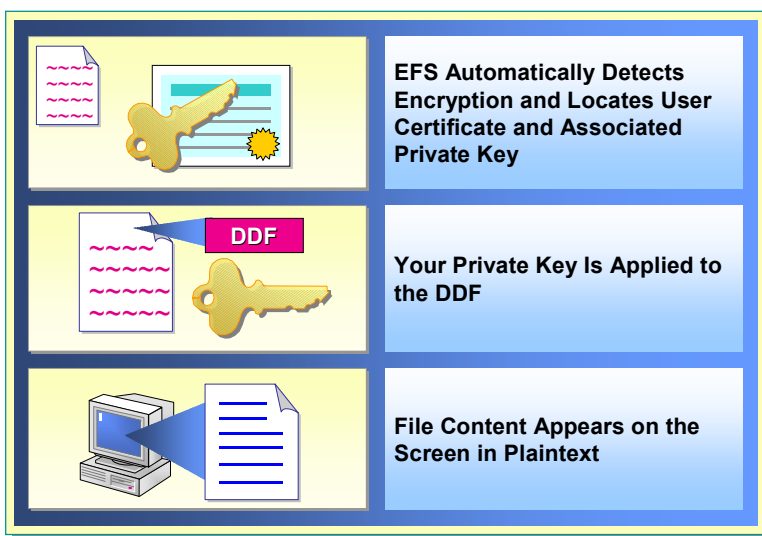 EFS Automatically Detects
Encryption and Locates User
Certificate and Associated
Private Key
DDF
Your Private Key Is Applied to
the DDF
File Content Appears on the
Screen in Plaintext